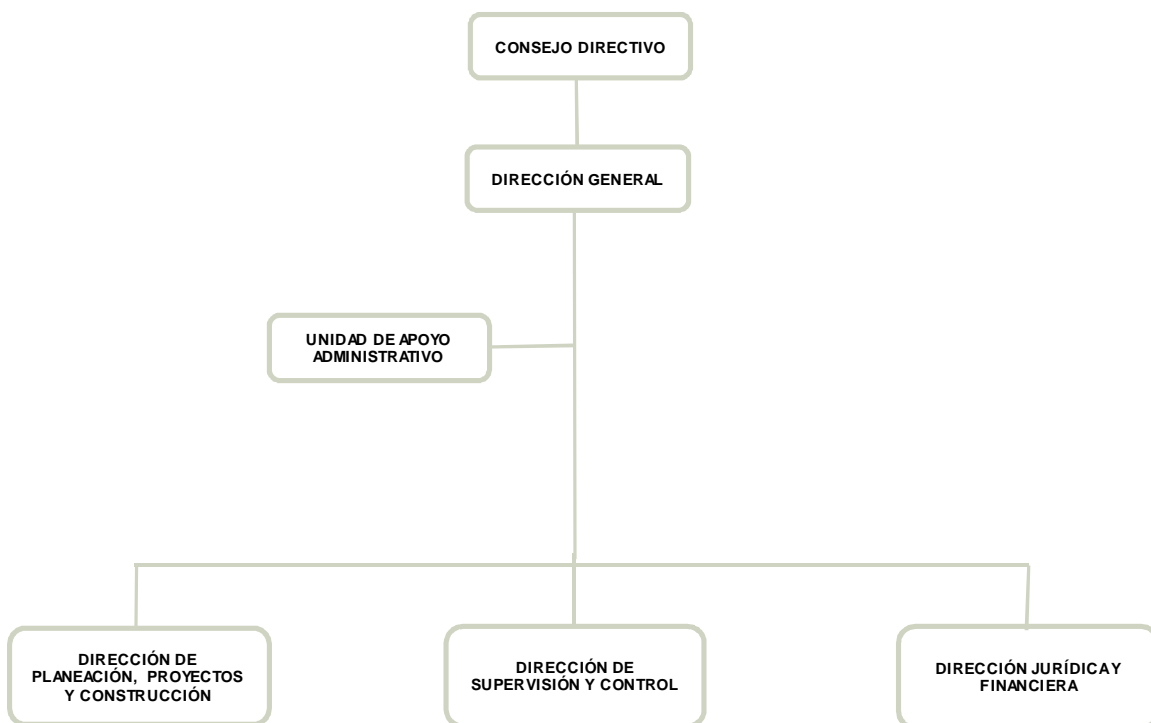 CONSEJO DIRECTIVO
DIRECCIÓN GENERAL
UNIDAD DE APOYO
ADMINISTRATIVO
DIRECCIÓN DE
PLANEACIÓN, PROYECTOS
Y CONSTRUCCIÓN
DIRECCIÓN DE
SUPERVISIÓN Y CONTROL
DIRECCIÓN JURÍDICA Y
FINANCIERA